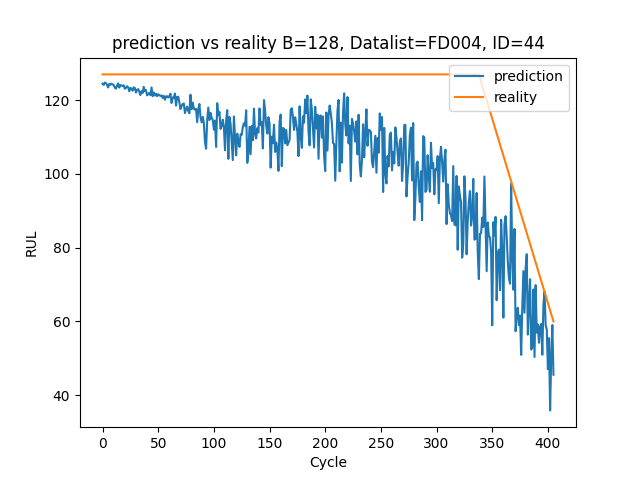 prediction vs reality B=128, Datalist=FD004, ID=44
prediction
reality
RUL
120
100
80
60
40
0 50 100 150 200 250 300 350 400
Cycle